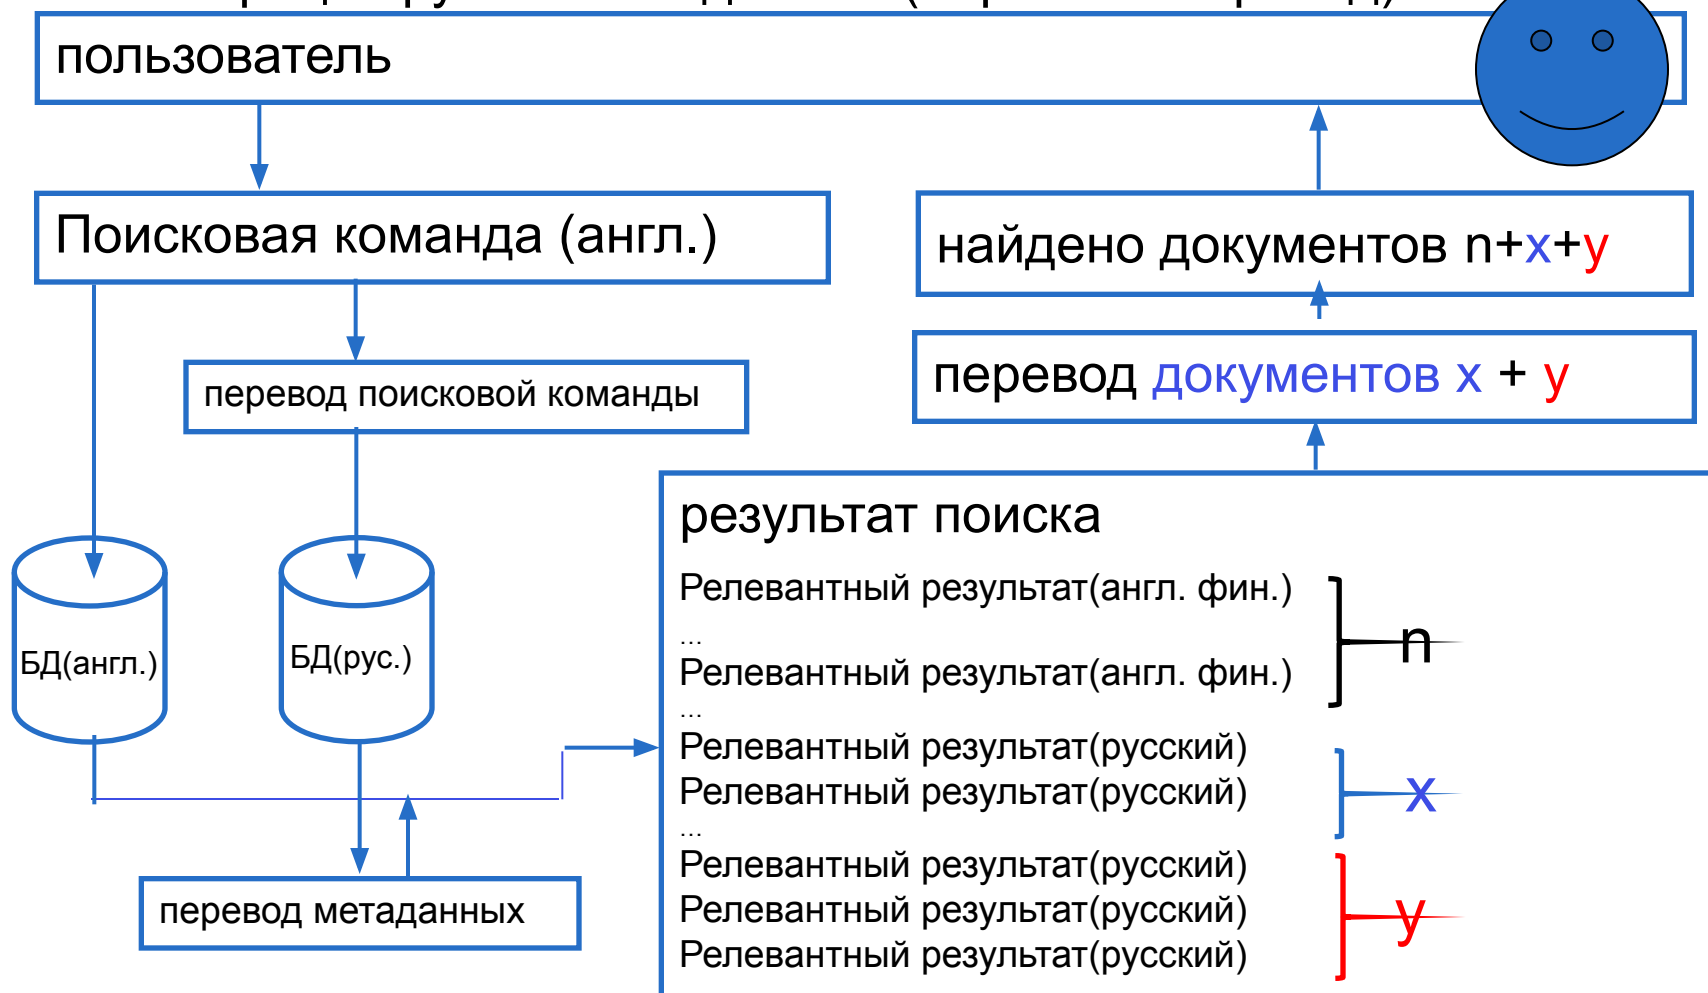 пользователь
Поисковая команда (англ.)
найдено документов n+x+y
перевод документов x + y
перевод поисковой команды
результат поиска
Релевантный результат(англ. фин.)
...
Релевантный результат(англ. фин.)
...
n
БД(англ.)
БД(рус.)
Релевантный результат(русский)
Релевантный результат(русский)
...
x
Релевантный результат(русский)
Релевантный результат(русский)
Релевантный результат(русский)
y
перевод метаданных